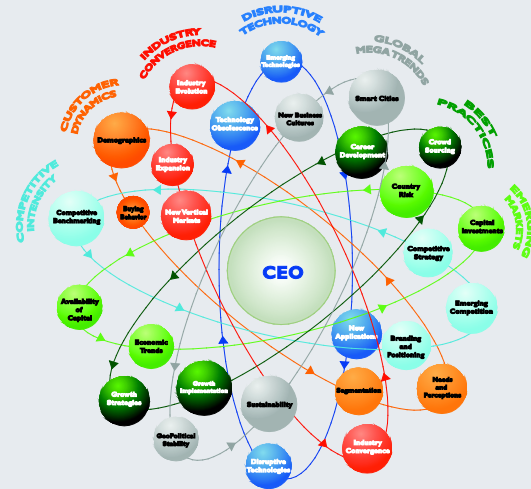 DISRUPTIVE
TECHNOLOGY
INDUSTRY
CONVERGENCE
GLOBAL
MEGA TRENDS
CUSTOMER
DYNAMICS
BEST
PRACTICES
COMPETITIVE
INTENSITY
EMERGING
MARKETS
Emerging
Technologies
Industry
Evolution
Smart Cities
Technology
Obsolescence
New Business
Cultures
Demographics
Career
Development
Crowd
Sourcing
Industry
Expansion
Country
Risk
Competitive
Benchmarking
Buying
Behavior
New Vertical
Markets
Capital
Investments
Competitive
Strategy
CEO
Availability
of
Capital
Emerging
Competition
Economic
Trends
New
Applications
Branding
and
Positioning
Growth
Strategies
Growth
Implementation
Sustainability
Segmentation
Needs
and
Perceptions
GeoPolitical
Stability
Industry
Convergence
Disruptive
Technologies